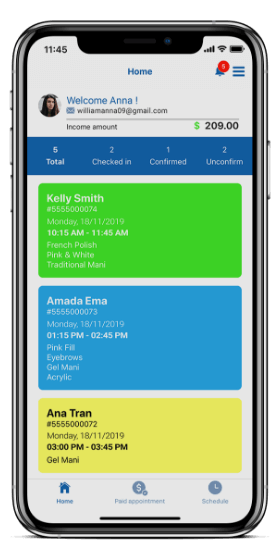 11:45
Home
5
Welcome Anna !
williamanna09@gmail.com
Income amount
$ 209.00
5 2 1 2
Total Checked in Confirmed Unconfirm
Kelly Smith
#5555000074
Monday, 18/11/2019
10:15 AM - 11:45 AM
French Polish
Pink & White
Traditional Mani
Amada Ema
#5555000073
Monday, 18/11/2019
01:15 PM - 02:45 PM
Pink Fill
Eyebrows
Gel Mani
Acrylic
Ana Tran
#5555000072
Monday, 18/11/2019
03:00 PM - 03:45 PM
Gel Mani
Home Paid appointment Schedule